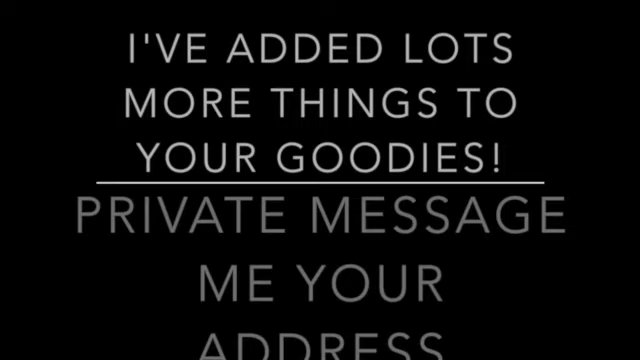 I'VE ADDED LOTS
MORE THINGS TO
YOUR GOODIES!
PRIVATE MESSAGE
ME YOUR
ADDRESS